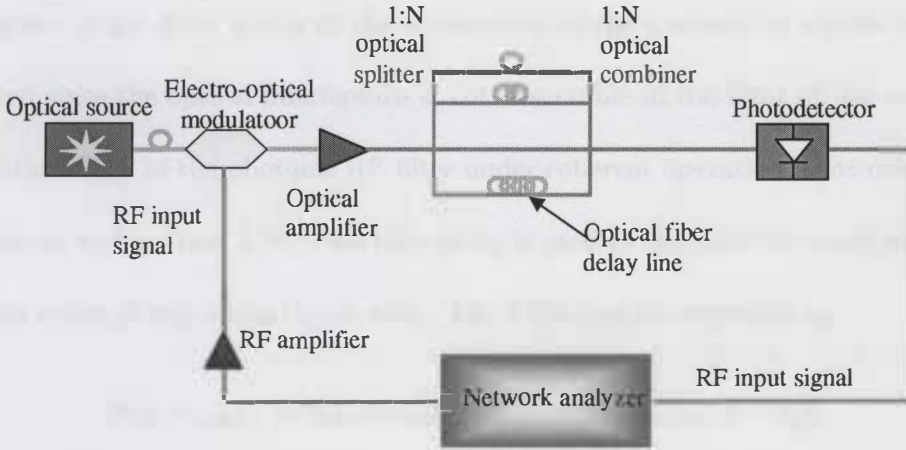 1:N
optical
splitter
1:N
optical
combiner
Optical source
Electro-optical
modulatoor
Photodetector
Optical
amplifier
RF input
signal
Optical fiber
delay line
RF amplifier
Network analyzer
RF input signal